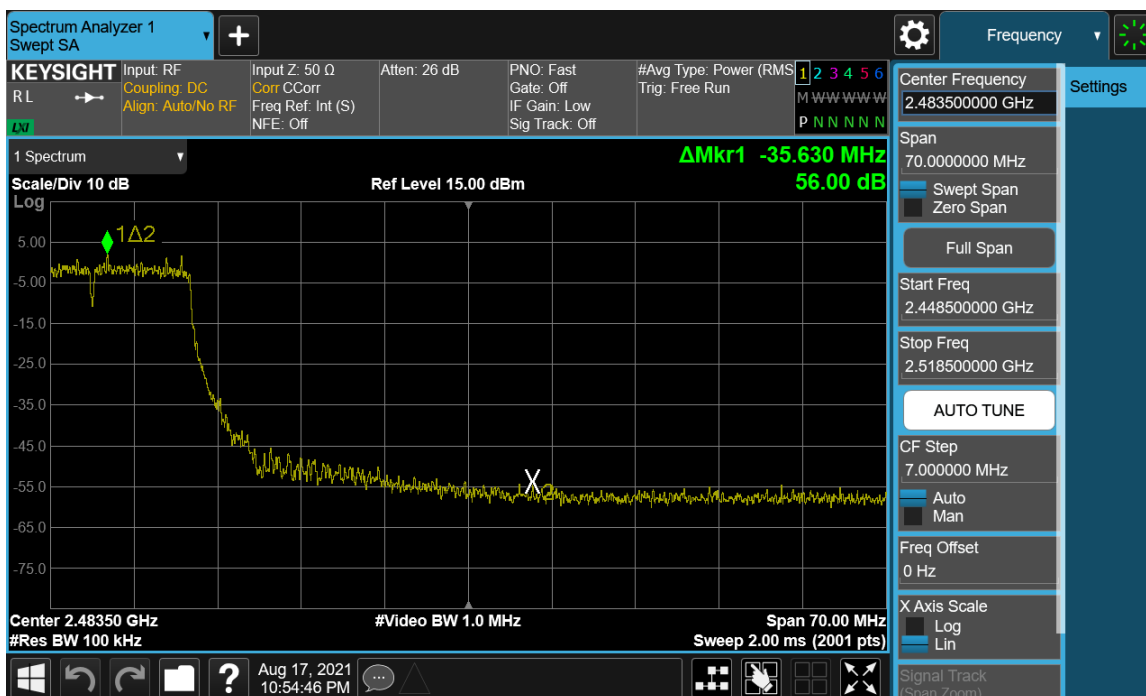 Spectrum Analyzer 1
Swept SA
Frequency
KEYSIGHT
RL
LXI
Input: RF
Coupling: DC
Align: Auto/No RF
Input Z: 50 Ω
Corr CCorr
Freq Ref: Int (S)
NFE: Off
Atten: 26 dB
PNO: Fast
Gate: Off
IF Gain: Low
Sig Track: Off
#Avg Type: Power (RMS
Trig: Free Run
1 2 3 4 5 6
M W W W W W
P N N N N N
1 Spectrum
Scale/Div 10 dB
Log
Ref Level 15.00 dBm
ΔMkr1 -35.630 MHz
56.00 dB
1Δ2
5.00
-5.00
-15.0
-25.0
-35.0
-45.0
-55.0
-65.0
-75.0
X2
Center 2.48350 GHz
#Res BW 100 kHz
#Video BW 1.0 MHz
Span 70.00 MHz
Sweep 2.00 ms (2001 pts)
Aug 17, 2021
10:54:46 PM
?
Center Frequency
2.483500000 GHz
Settings
Span
70.0000000 MHz
Swept Span
Zero Span
Full Span
Start Freq
2.448500000 GHz
Stop Freq
2.518500000 GHz
AUTO TUNE
CF Step
7.000000 MHz
Auto
Man
Freq Offset
0 Hz
X Axis Scale
Log
Lin
Signal Track
(Span Zoom)